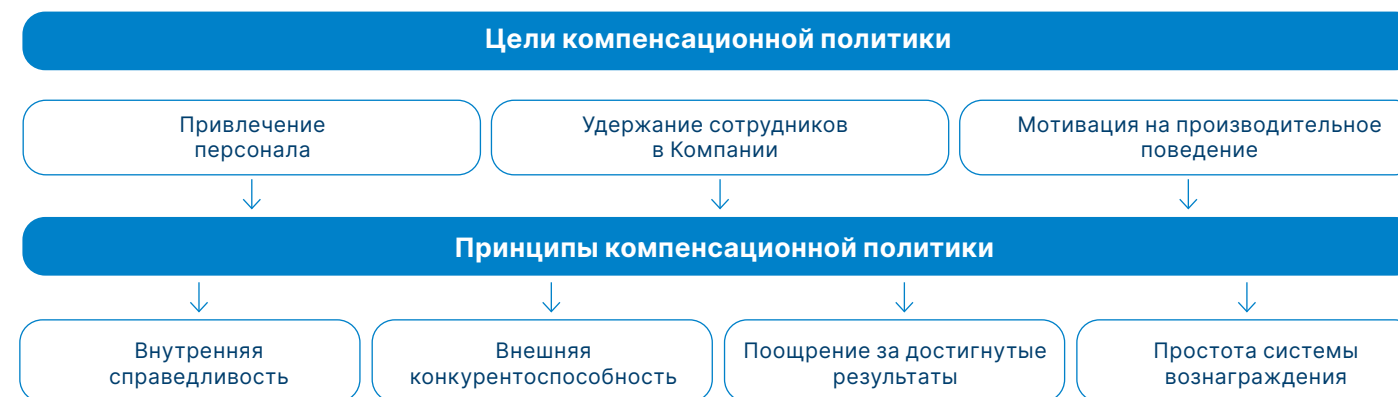 Цели компенсационной политики
Привлечение
персонала
Удержание сотрудников
в Компании
Мотивация на производительное
поведение
Принципы компенсационной политики
Внутренняя
справедливость
Внешняя
конкурентоспособность
Поощрение за достигнутые
результаты
Простота системы
вознаграждения